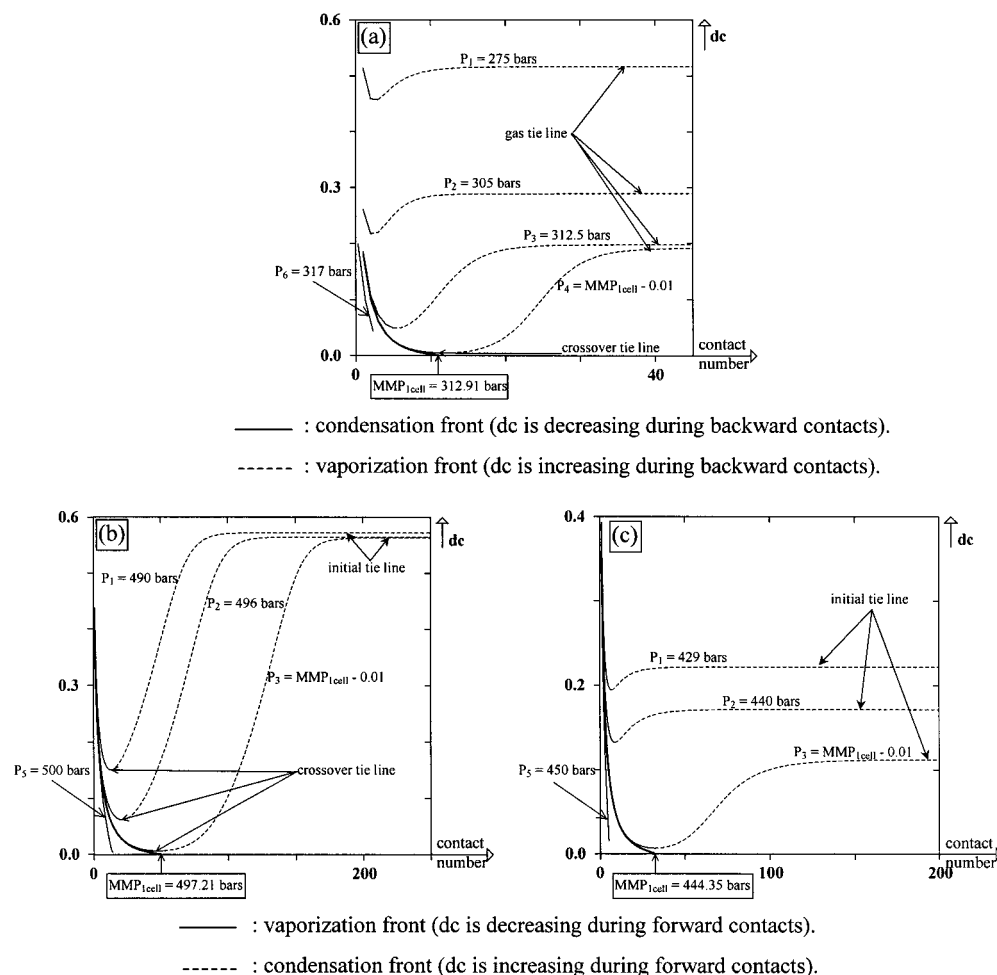 0.6
(a)
dc
P1 = 275 bars
gas tie line
0.3
P2 = 305 bars
P3 = 312.5 bars
P6 = 317 bars
P4 = MMP1cell - 0.01
crossover tie line
contact
number
0.0
0
40
MMP1cell = 312.91 bars
: condensation front (dc is decreasing during backward contacts).
: vaporization front (dc is increasing during backward contacts).
0.6
(b)
dc
initial tie line
P1 = 490 bars
P2 = 496 bars
0.3
P3 = MMP1cell - 0.01
P5 = 500 bars
crossover tie line
contact
number
0.0
0
200
MMP1cell = 497.21 bars
0.4
(c)
dc
initial tie line
P1 = 429 bars
0.2
P2 = 440 bars
P3 = MMP1cell - 0.01
P5 = 450 bars
contact
number
0.0
0
100
200
MMP1cell = 444.35 bars
: vaporization front (dc is decreasing during forward contacts).
: condensation front (dc is increasing during forward contacts).